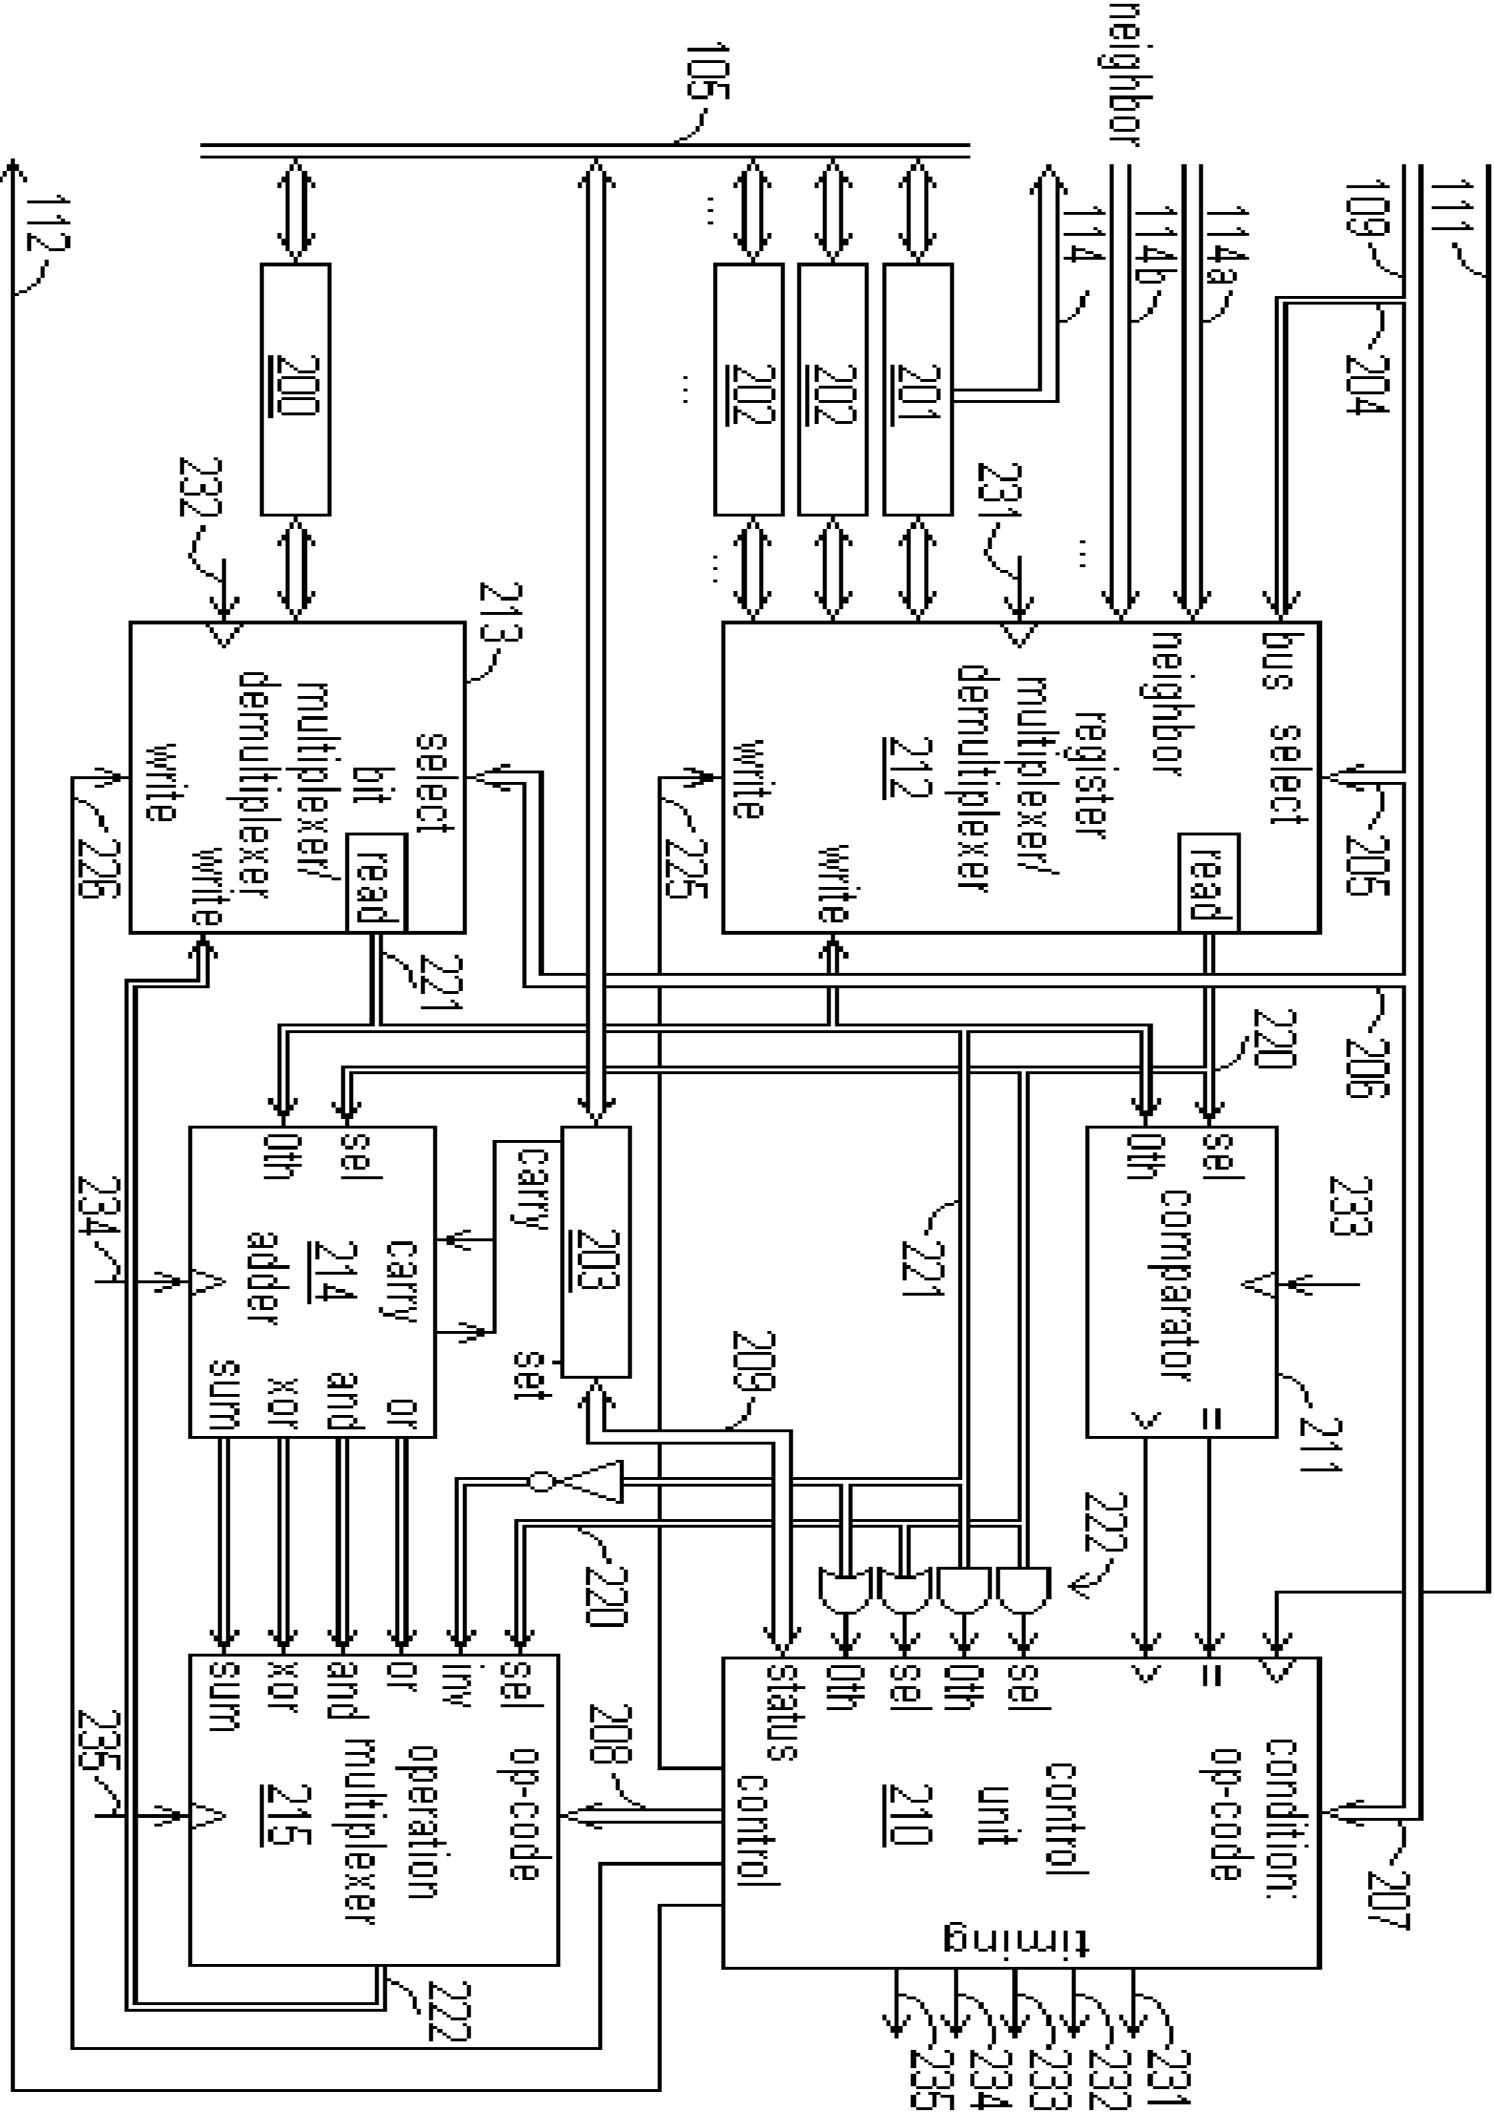 111
109
204
205
206
207
233
114a
114b
114
neighbor
bus select
neighbor
register
multiplexer/
demultiplexer
212
write
write
read
220
sel
0th
comparator
=
>
211
222
condition:
op-code
control
unit
210
=
>
sel
0th
sel
0th
status
control
timing
231
232
233
234
235
231
...
201
202
202
...
...
...
105
221
209
225
203
carry
set
208
220
213
select
bit
multiplexer/
demultiplexer
write
write
read
221
200
232
226
sel
0th
carry
214
adder
or
and
xor
sum
234
sel
inv
or
and
xor
sum
op-code
operation
multiplexer
215
222
235
112